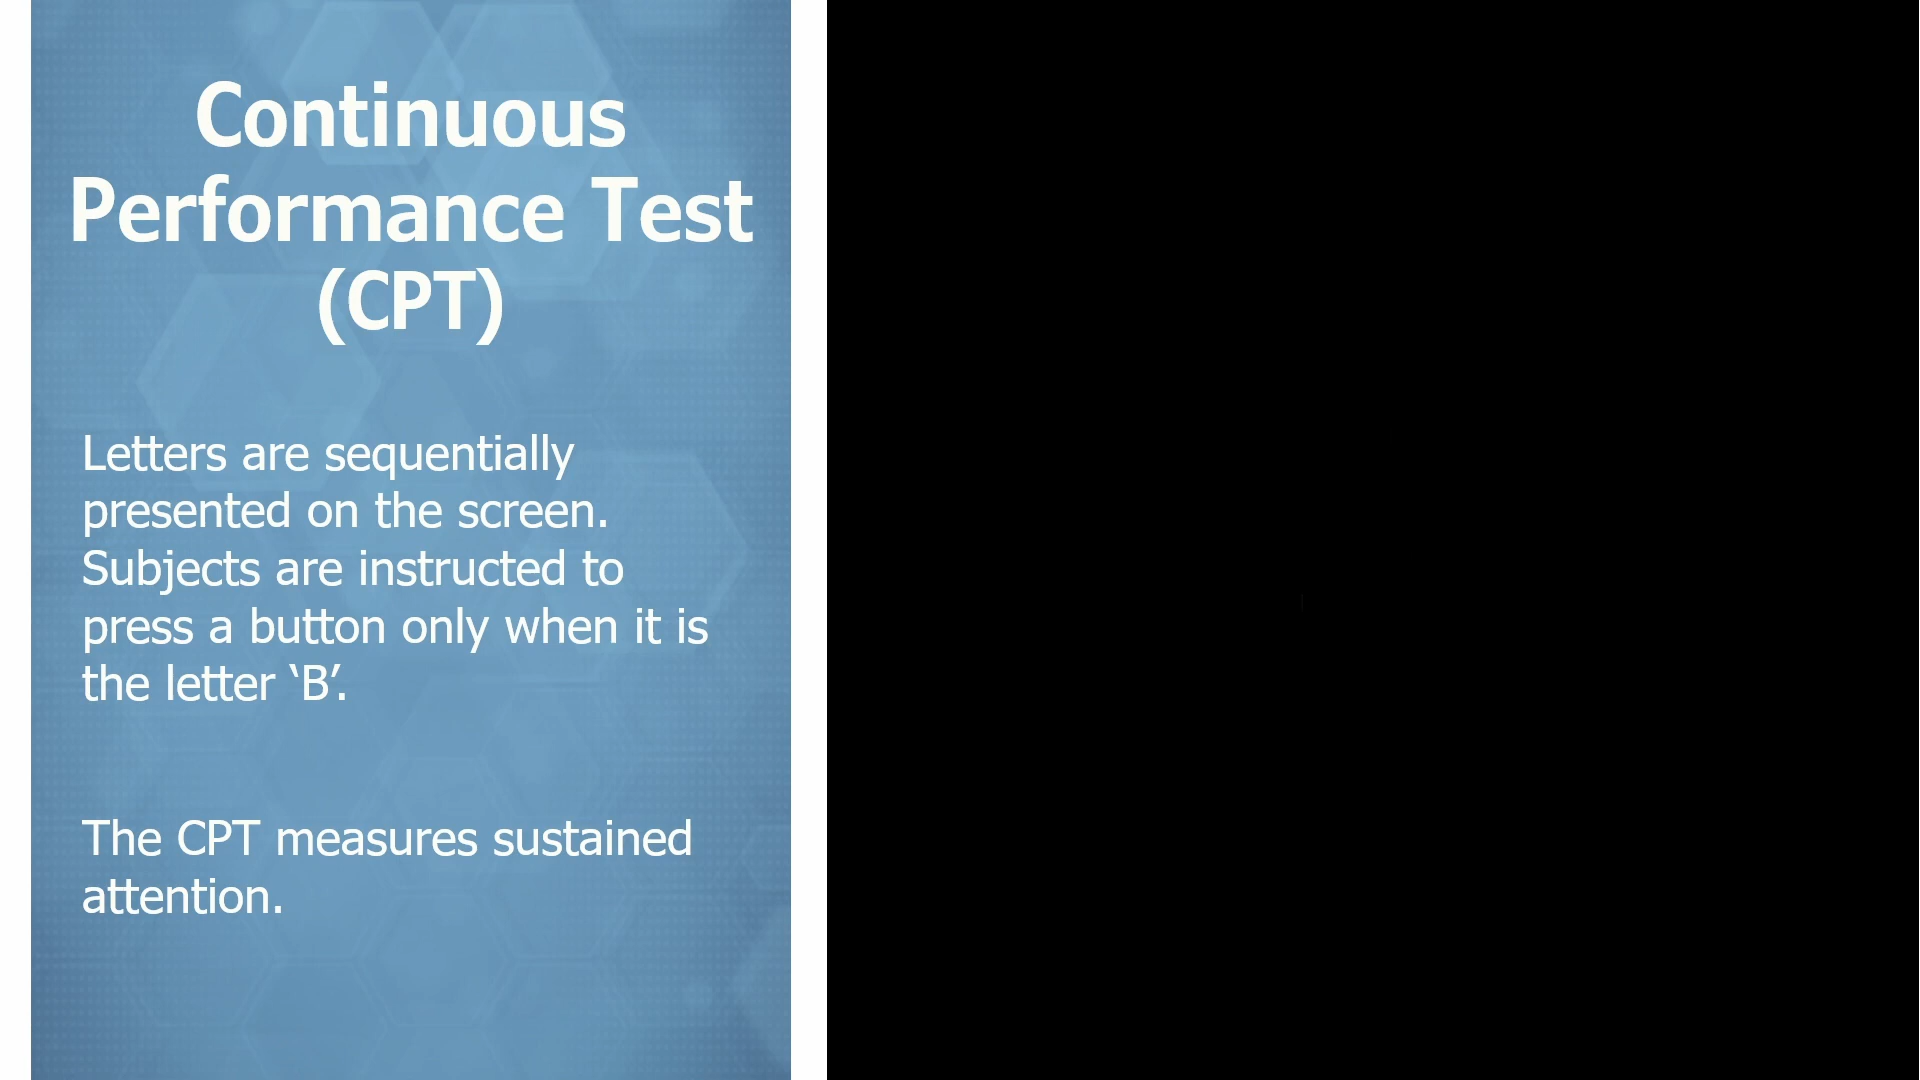 Continuous
Performance Test
(CPT)
Letters are sequentially
presented on the screen.
Subjects are instructed to
press a button only when it is
the letter ‘B’.
The CPT measures sustained
attention.